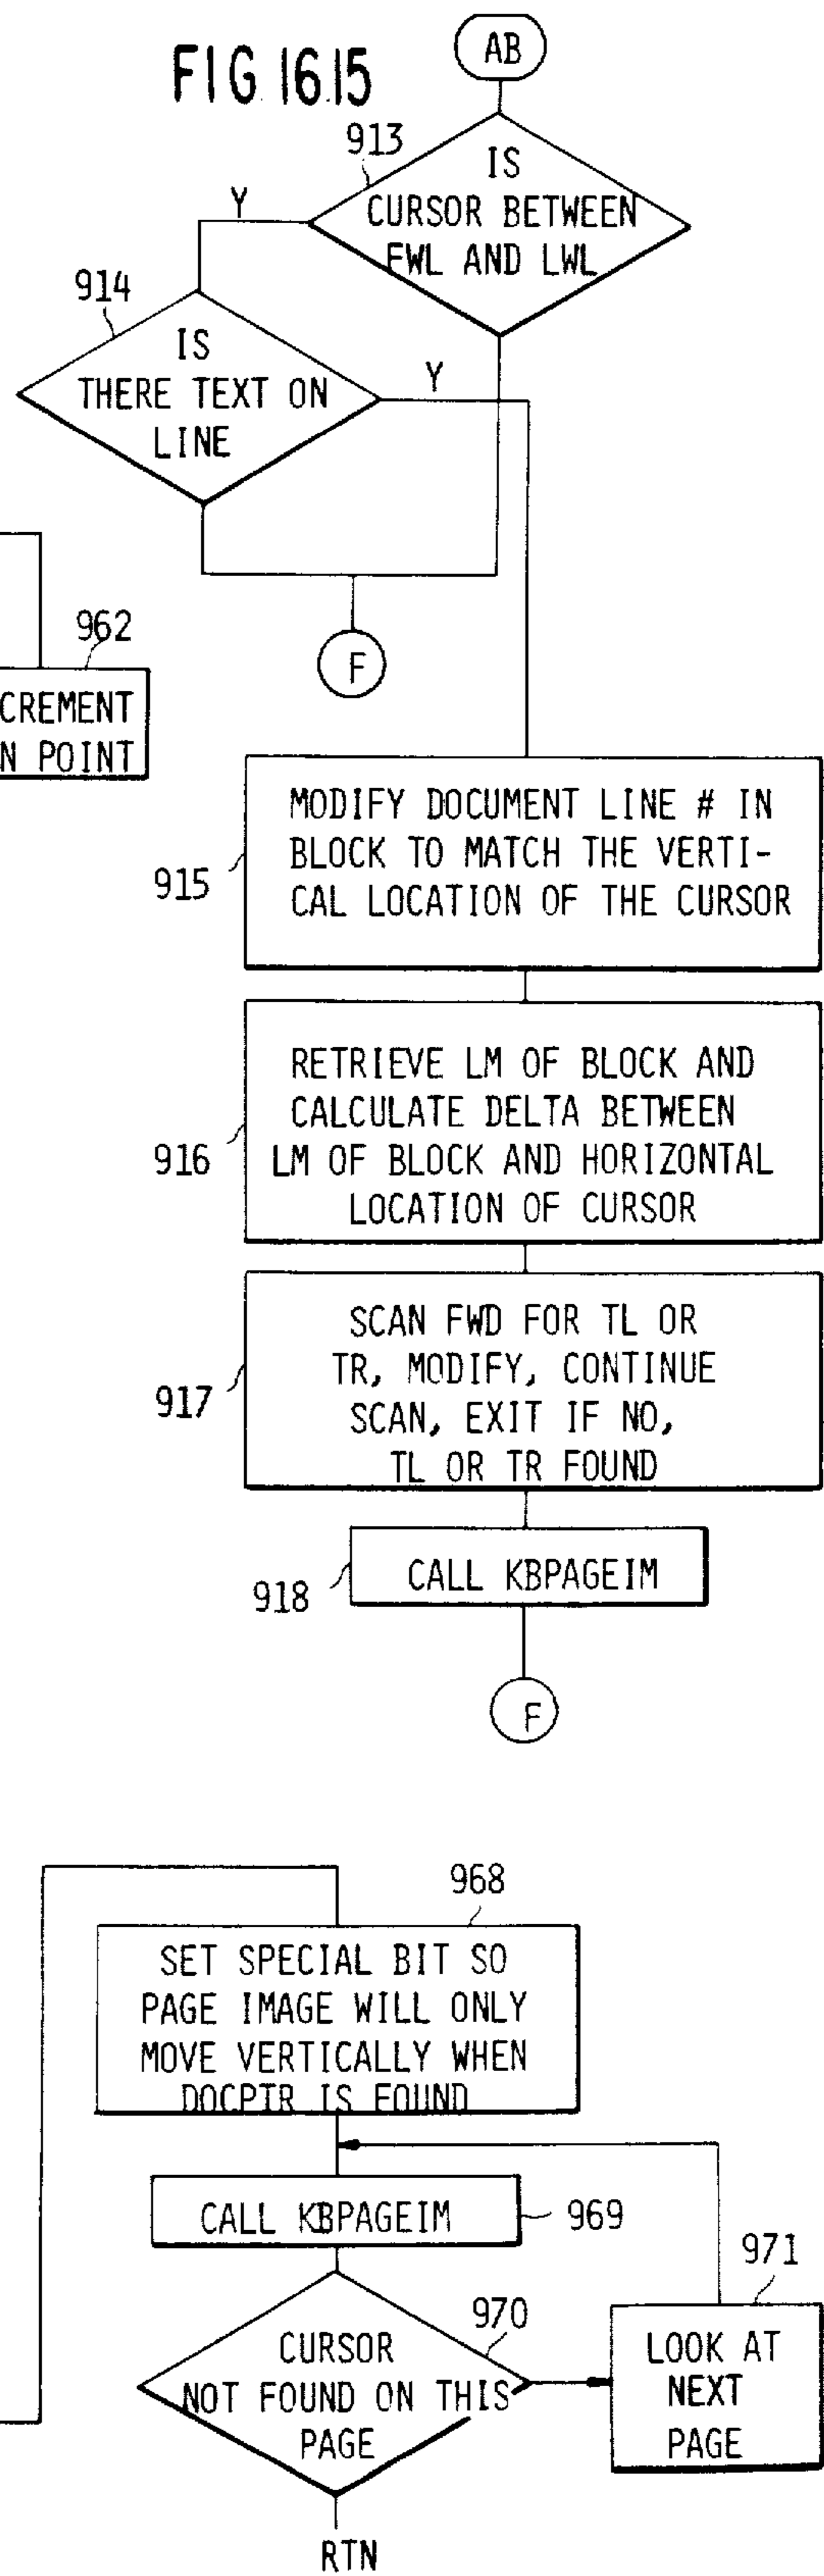 FIG 16.15
AB
913
IS
CURSOR BETWEEN
FWL AND LWL
Y
914
IS
THERE TEXT ON
LINE
Y
F
962
CREMENT
N POINT
915
MODIFY DOCUMENT LINE # IN
BLOCK TO MATCH THE VERTI-
CAL LOCATION OF THE CURSOR
916
RETRIEVE LM OF BLOCK AND
CALCULATE DELTA BETWEEN
LM OF BLOCK AND HORIZONTAL
LOCATION OF CURSOR
917
SCAN FWD FOR TL OR
TR, MODIFY, CONTINUE
SCAN, EXIT IF NO,
TL OR TR FOUND
918
CALL KBPAGEIM
F
968
SET SPECIAL BIT SO
PAGE IMAGE WILL ONLY
MOVE VERTICALLY WHEN
DOCPTR IS FOUND
CALL KBPAGEIM
969
970
CURSOR
NOT FOUND ON THIS
PAGE
971
LOOK AT
NEXT
PAGE
RTN